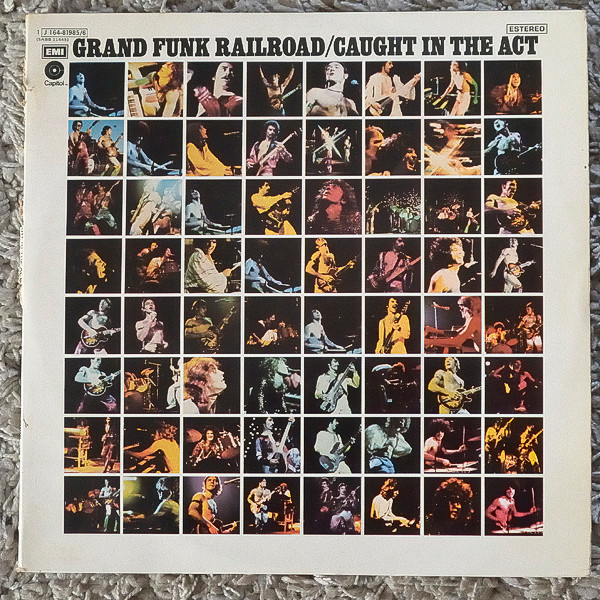 1 J 164-81985/6
(SABB 11445)
ESTEREO
EMI
GRAND FUNK RAILROAD/CAUGHT IN THE ACT
Capitol